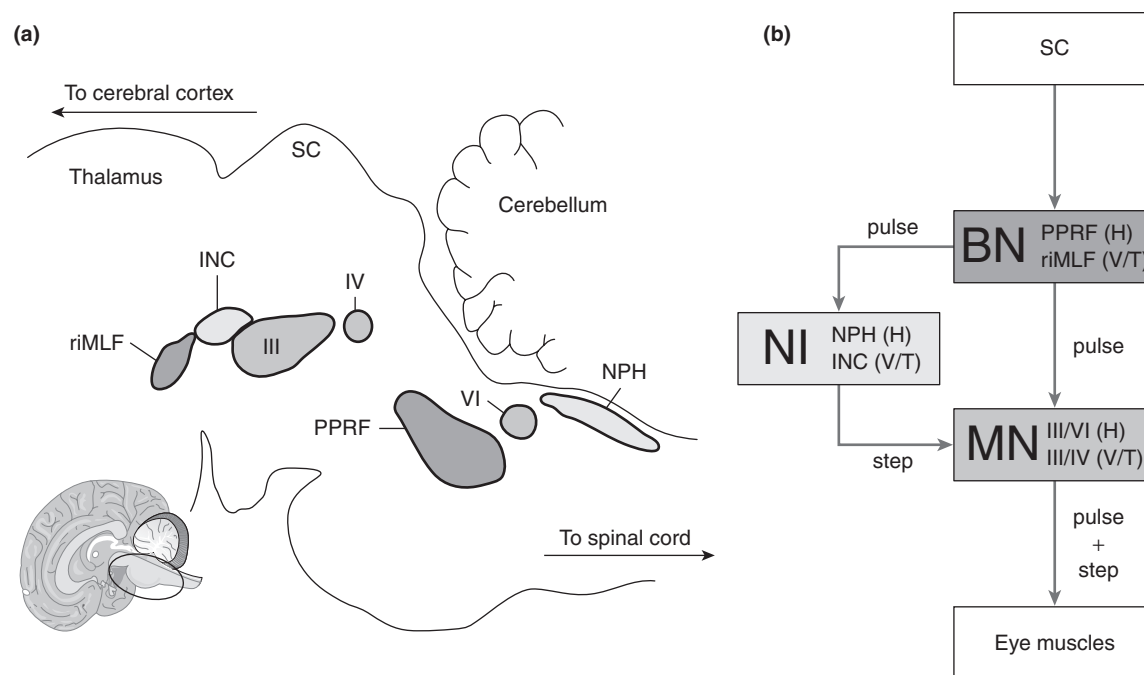 (a)
To cerebral cortex
SC
Thalamus
Cerebellum
INC
IV
riMLF
III
NPH
VI
PPRF
To spinal cord
(b)
SC
pulse
BN
PPRF (H)
riMLF (V/T)
NI
NPH (H)
INC (V/T)
pulse
MN
III/VI (H)
III/IV (V/T)
step
pulse
+
step
Eye muscles